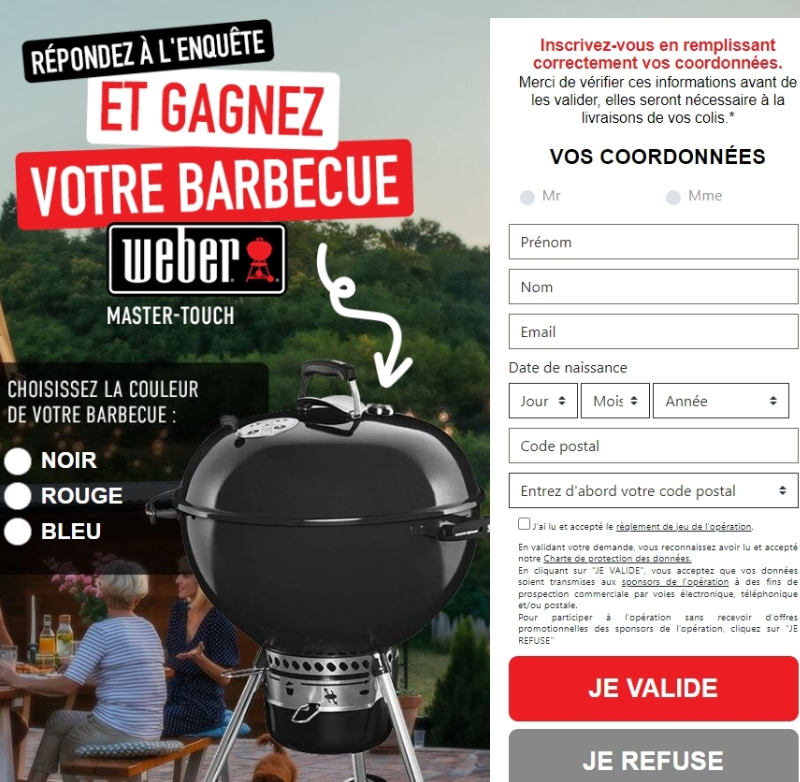 RÉPONDEZ À L'ENQUÊTE
ET GAGNEZ
VOTRE BARBECUE
weber
MASTER-TOUCH
CHOISISSEZ LA COULEUR
DE VOTRE BARBECUE :
NOIR
ROUGE
BLEU
Inscrivez-vous en remplissant
correctement vos coordonnées.
Merci de vérifier ces informations avant de
les valider, elles seront nécessaire à la
livraisons de vos colis.*
VOS COORDONNÉES
Mr Mme
Prénom
Nom
Email
Date de naissance
Jour Mois Année
Code postal
Entrez d'abord votre code postal
J'ai lu et accepté le règlement de jeu de l'opération.
En validant votre demande, vous reconnaissez avoir lu et accepté
notre Charte de protection des données.
En cliquant sur "JE VALIDE", vous acceptez que vos données
soient transmises aux sponsors de l'opération à des fins de
prospection commerciale par voies électronique, téléphonique
et/ou postale.
Pour participer à l'opération sans recevoir d'offres
promotionnelles des sponsors de l'opération, cliquez sur "JE
REFUSE"
JE VALIDE
JE REFUSE